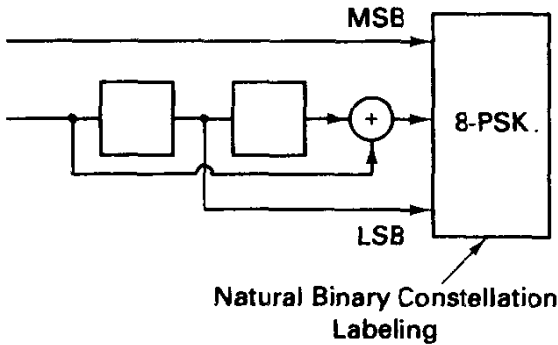 MSB
+
8-PSK.
LSB
Natural Binary Constellation
Labeling